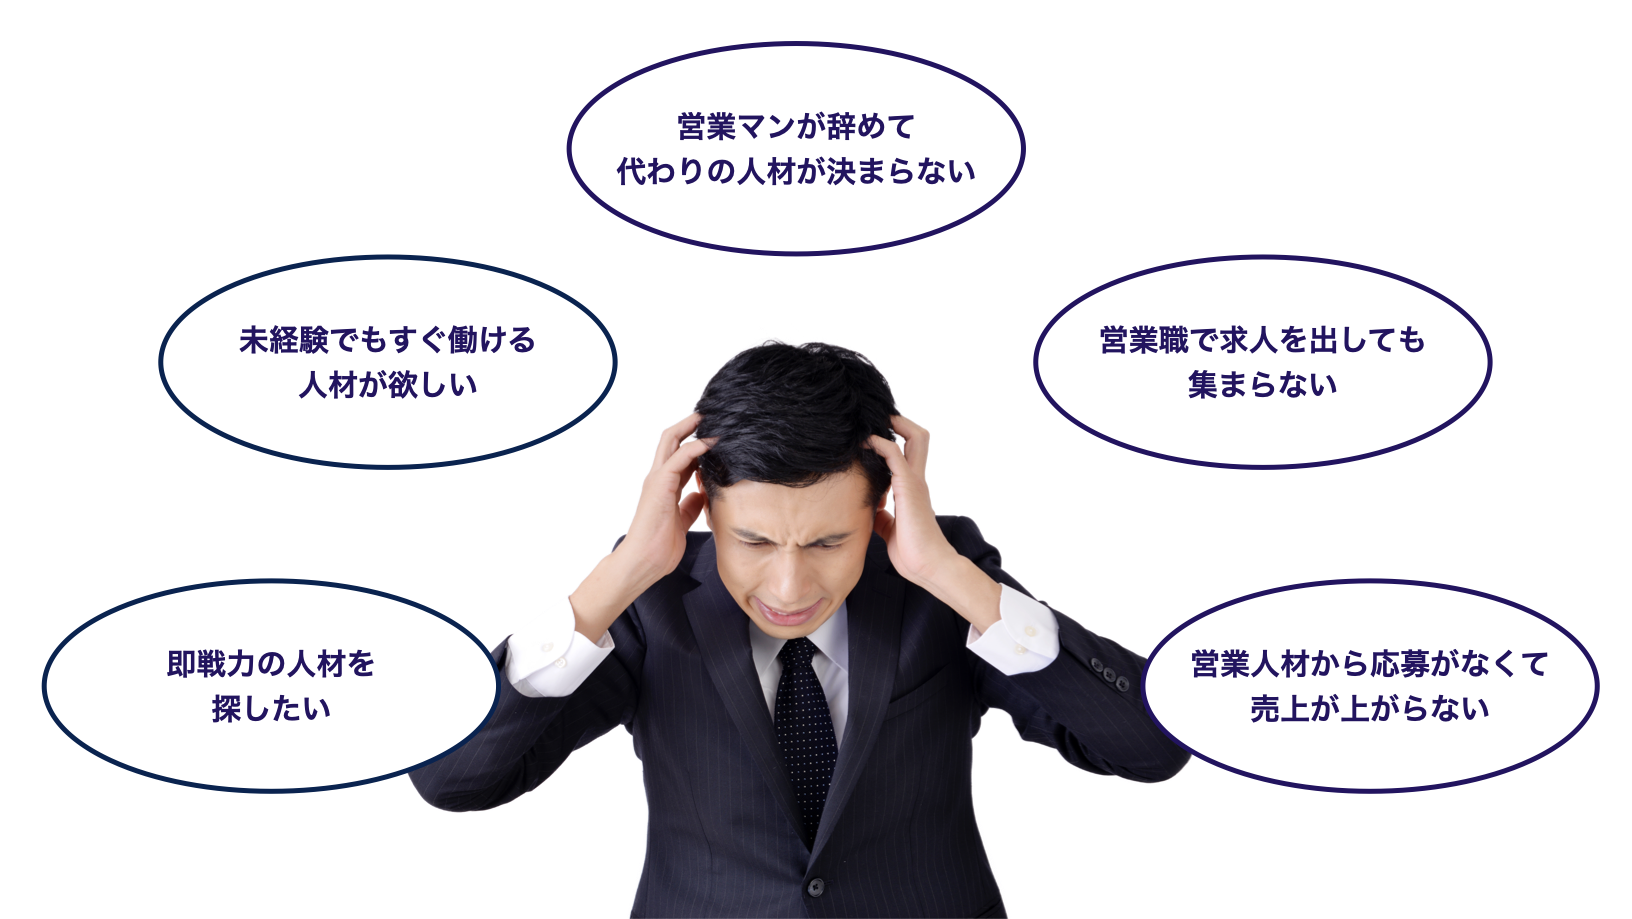 営業マンが辞めて
代わりの人材が決まらない
未経験でもすぐ働ける
人材が欲しい
営業職で求人を出しても
集まらない
即戦力の人材を
探したい
営業人材から応募がなくて
売上が上がらない